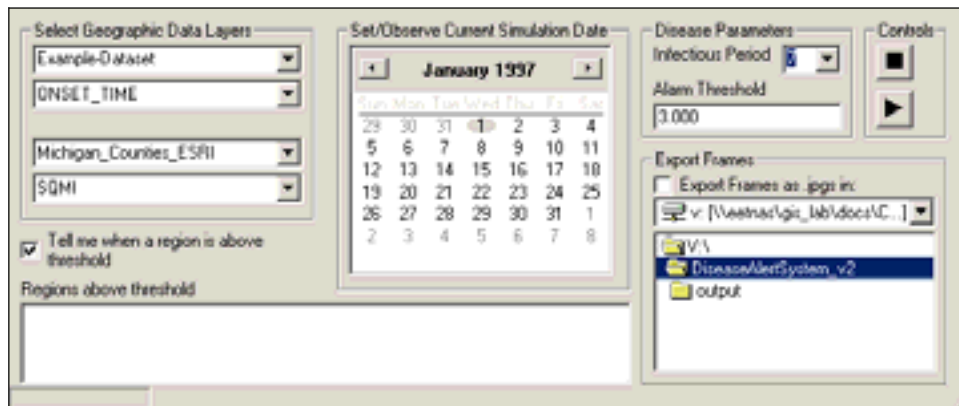 Select Geographic Data Layers
Example-Dataset
ONSET_TIME
Michigan_Counties_ESRI
SQMI
Tell me when a region is above
threshold
Regions above threshold
Set/Observe Current Simulation Date
January 1997
Sun Mon Tue Wed Thu Fri Sat
29 30 31 1 2 3 4
5 6 7 8 9 10 11
12 13 14 15 16 17 18
19 20 21 22 23 24 25
26 27 28 29 30 31 1
2 3 4 5 6 7 8
Disease Parameters
Infectious Period
Alarm Threshold
3.000
Controls
Export Frames
Export Frames as .jpgs in:
v: [\\eetnas\gis_lab\docs\C...]
V:\
DiseaseAlertSystem_v2
output